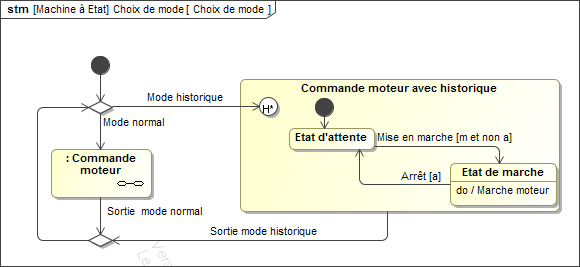 stm [Machine à Etat] Choix de mode [ Choix de mode ]
Commande moteur avec historique
Mode historique
H*
Mode normal
Etat d'attente
Mise en marche [m et non a]
: Commande
moteur
Arrêt [a]
Etat de marche
do / Marche moteur
Sortie mode normal
Sortie mode historique